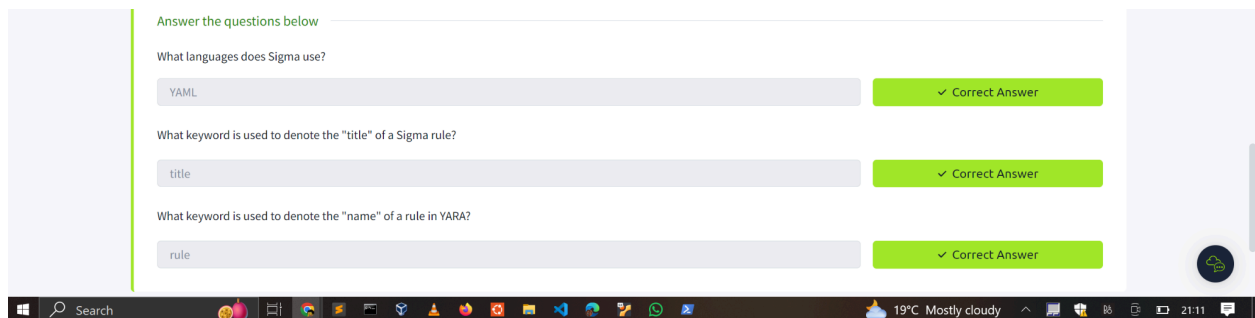 Answer the questions below
What languages does Sigma use?
YAML
✓ Correct Answer
What keyword is used to denote the "title" of a Sigma rule?
title
✓ Correct Answer
What keyword is used to denote the "name" of a rule in YARA?
rule
✓ Correct Answer
Search
19°C Mostly cloudy
21:11